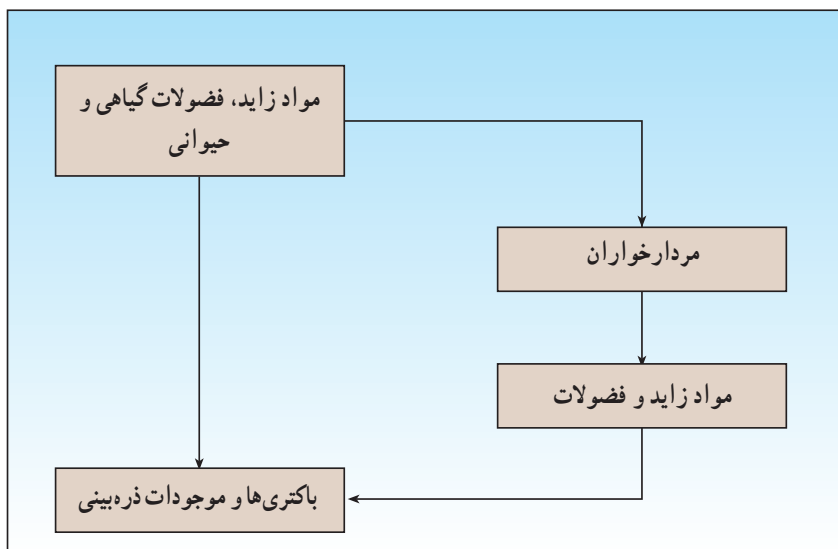 مواد زاید، فضولات گیاهی و
حیوانی
مردارخواران
مواد زاید و فضولات
باکتری‌ها و موجودات ذره‌بینی